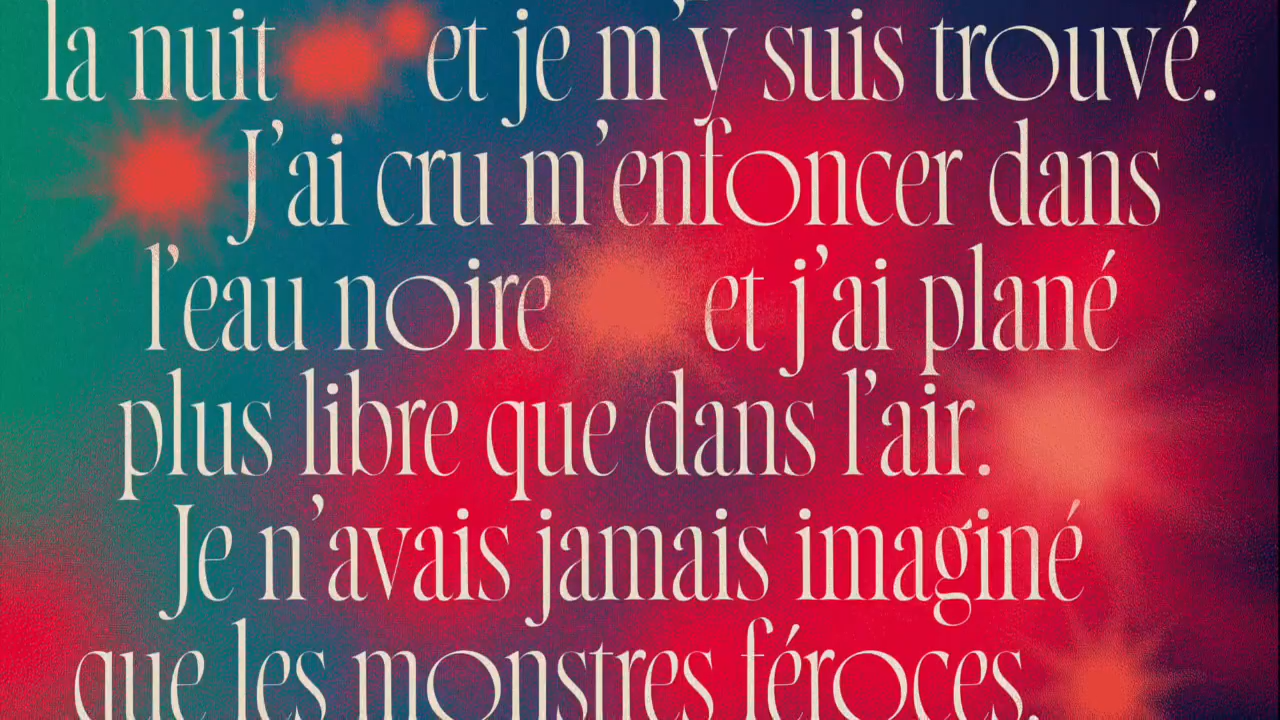 la nuit et je m’y suis trouvé.
J’ai cru m’enfoncer dans
l’eau noire et j’ai plané
plus libre que dans l’air.
Je n’avais jamais imaginé
que les monstres féroces,